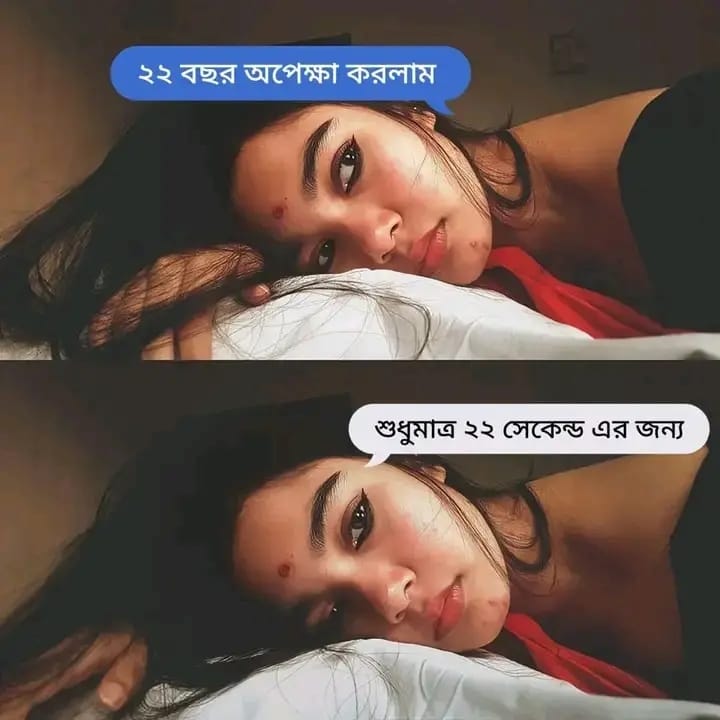 ২২ বছর অপেক্ষা করলাম
শুধুমাত্র ২২ সেকেন্ড এর জন্য